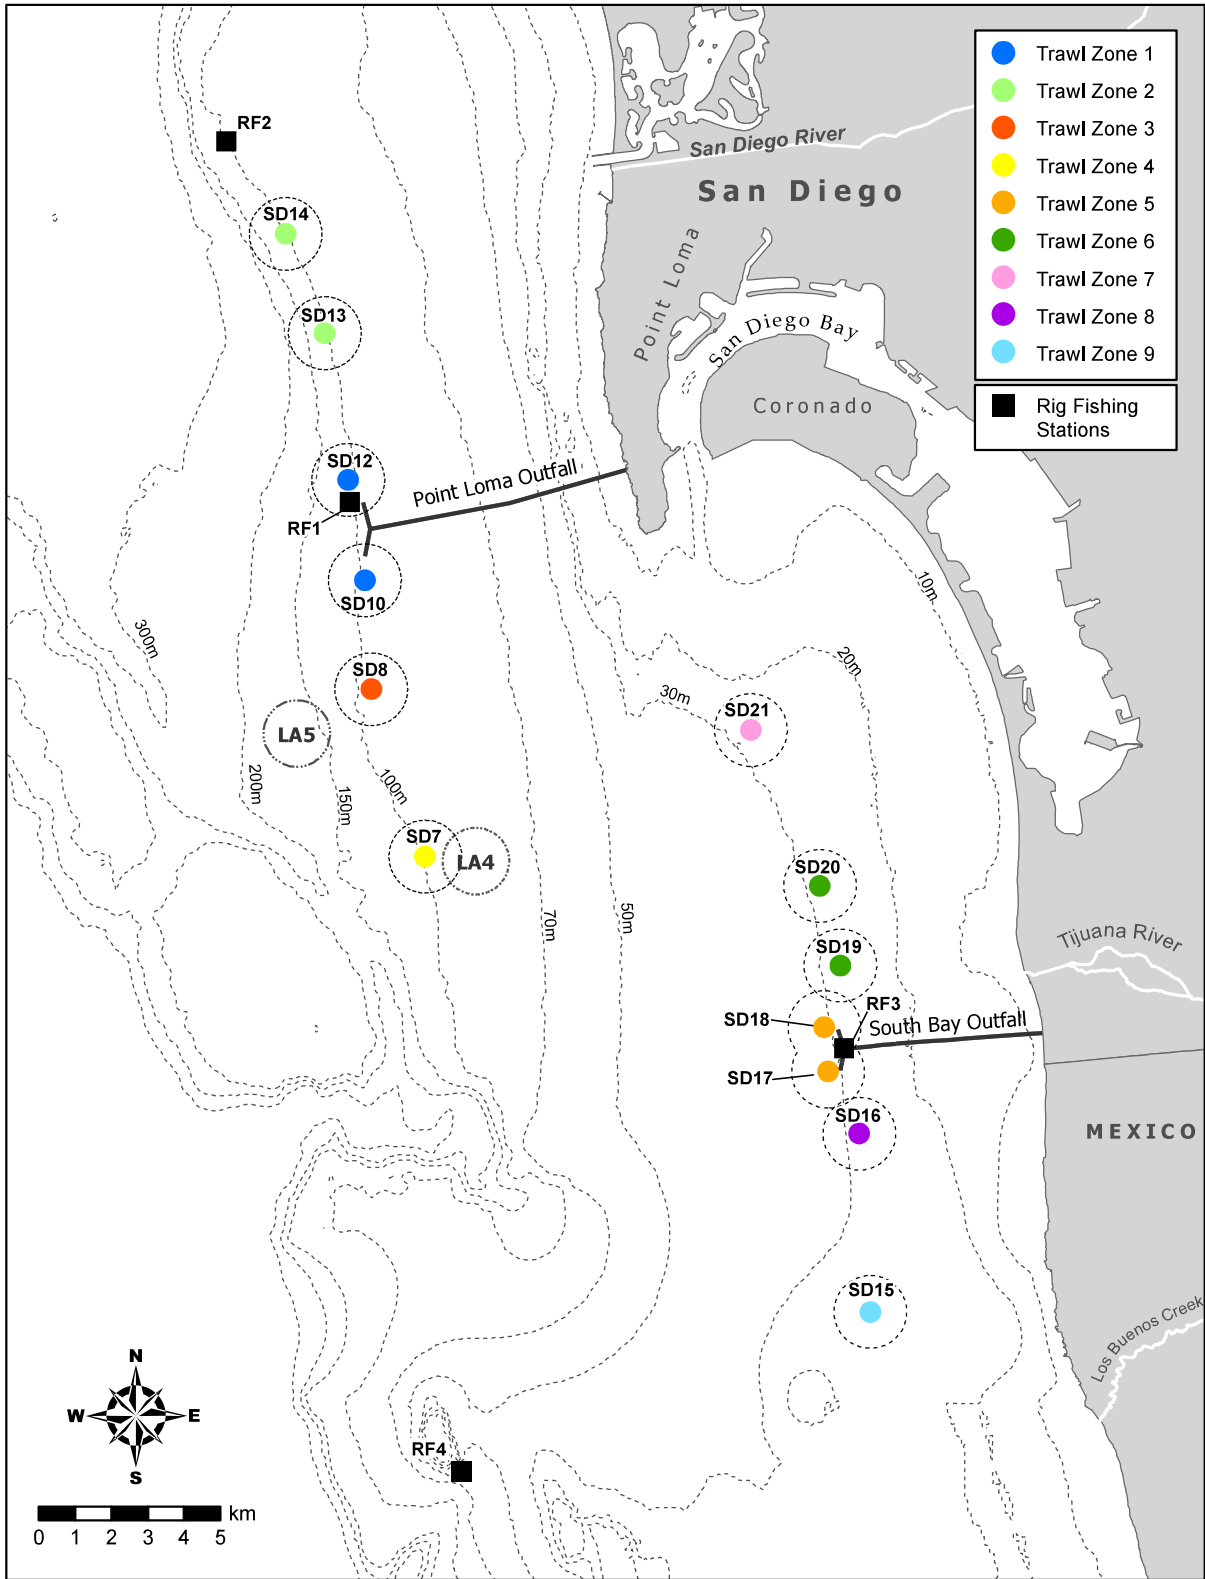 Trawl Zone 1
Trawl Zone 2
Trawl Zone 3
Trawl Zone 4
Trawl Zone 5
Trawl Zone 6
Trawl Zone 7
Trawl Zone 8
Trawl Zone 9
Rig Fishing
Stations
RF2
San Diego River
San Diego
SD14
Point Loma
SD13
San Diego Bay
Coronado
SD12
Point Loma Outfall
RF1
SD10
10m
300m
SD8
20m
30m
SD21
LA5
200m
150m
100m
SD7
LA4
SD20
70m
50m
Tijuana River
SD19
RF3
SD18
South Bay Outfall
SD17
SD16
MEXICO
SD15
Los Buenos Creek
N
W
E
S
RF4
km
0 1 2 3 4 5